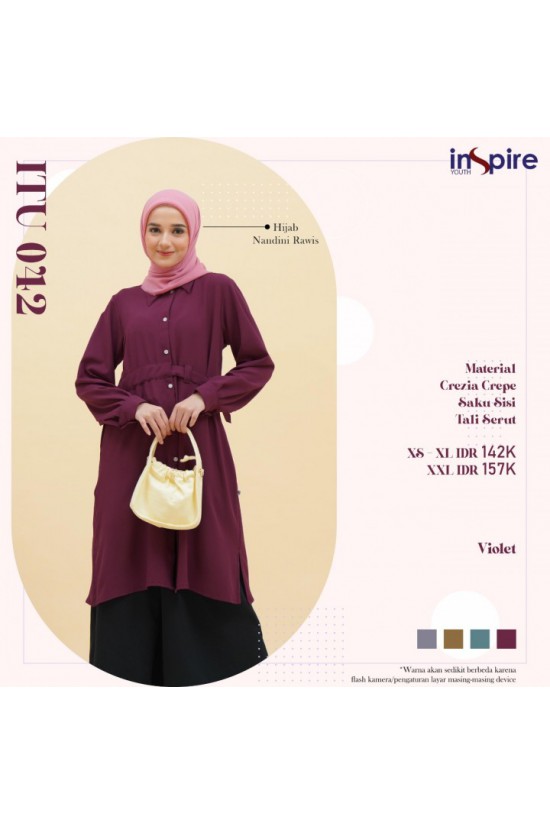 ITU 042
inSpire
YOUTH
Hijab
Nandini Rawis
Material
Crezia Crepe
Saku Sisi
Tali Serut
XS - XL IDR 142K
XXL IDR 157K
Violet
*Warna akan sedikit berbeda karena
flash kamera/pengaturan layar masing-masing device